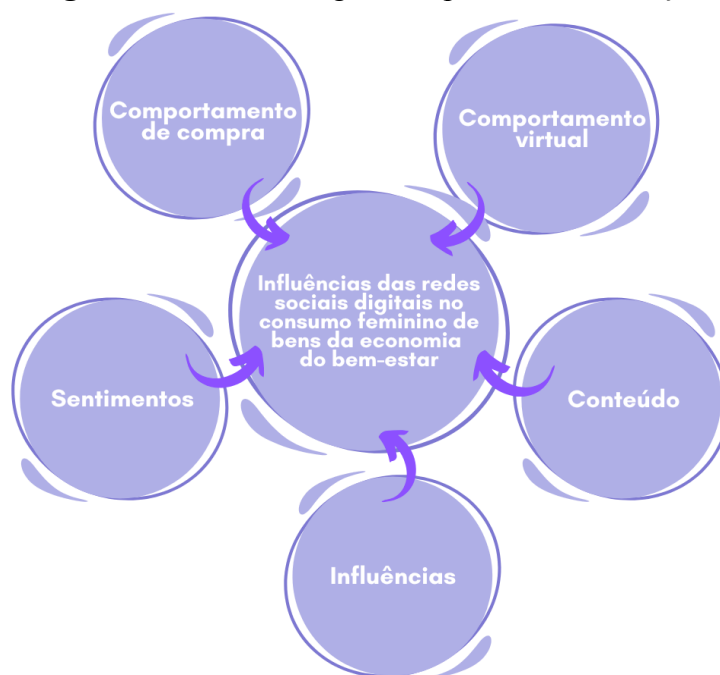 Comportamento
de compra
Comportamento
virtual
Influências das redes
sociais digitais no
consumo feminino de
bens da economia
do bem-estar
Sentimentos
Conteúdo
Influências